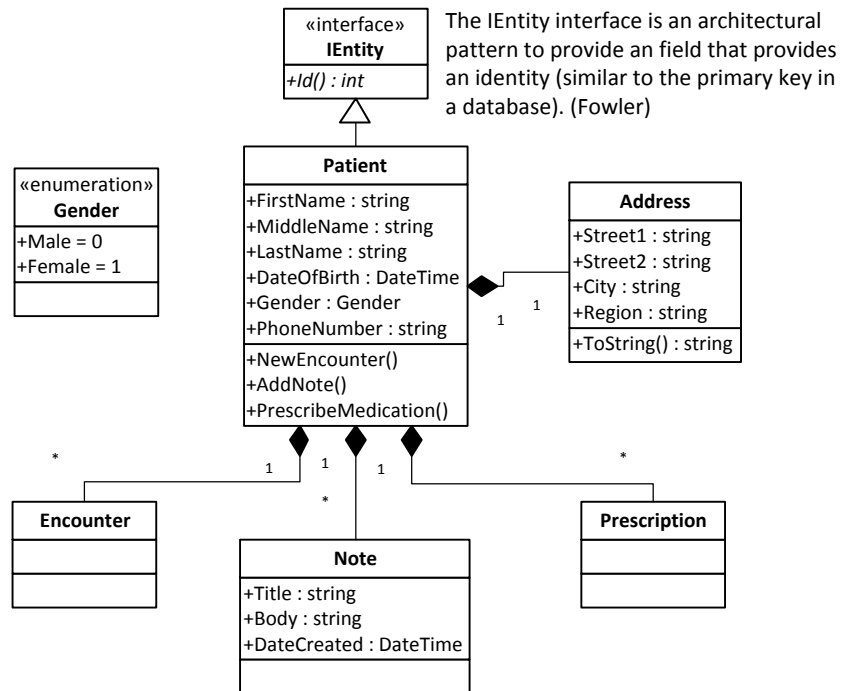 «interface»
IEntity
+Id() : int
The IEntity interface is an architectural
pattern to provide an field that provides
an identity (similar to the primary key in
a database). (Fowler)
«enumeration»
Gender
+Male = 0
+Female = 1
Patient
+FirstName : string
+MiddleName : string
+LastName : string
+DateOfBirth : DateTime
+Gender : Gender
+PhoneNumber : string
+NewEncounter()
+AddNote()
+PrescribeMedication()
1
1
Address
+Street1 : string
+Street2 : string
+City : string
+Region : string
+ToString() : string
*
1
1
*
1
*
Encounter
Note
+Title : string
+Body : string
+DateCreated : DateTime
Prescription